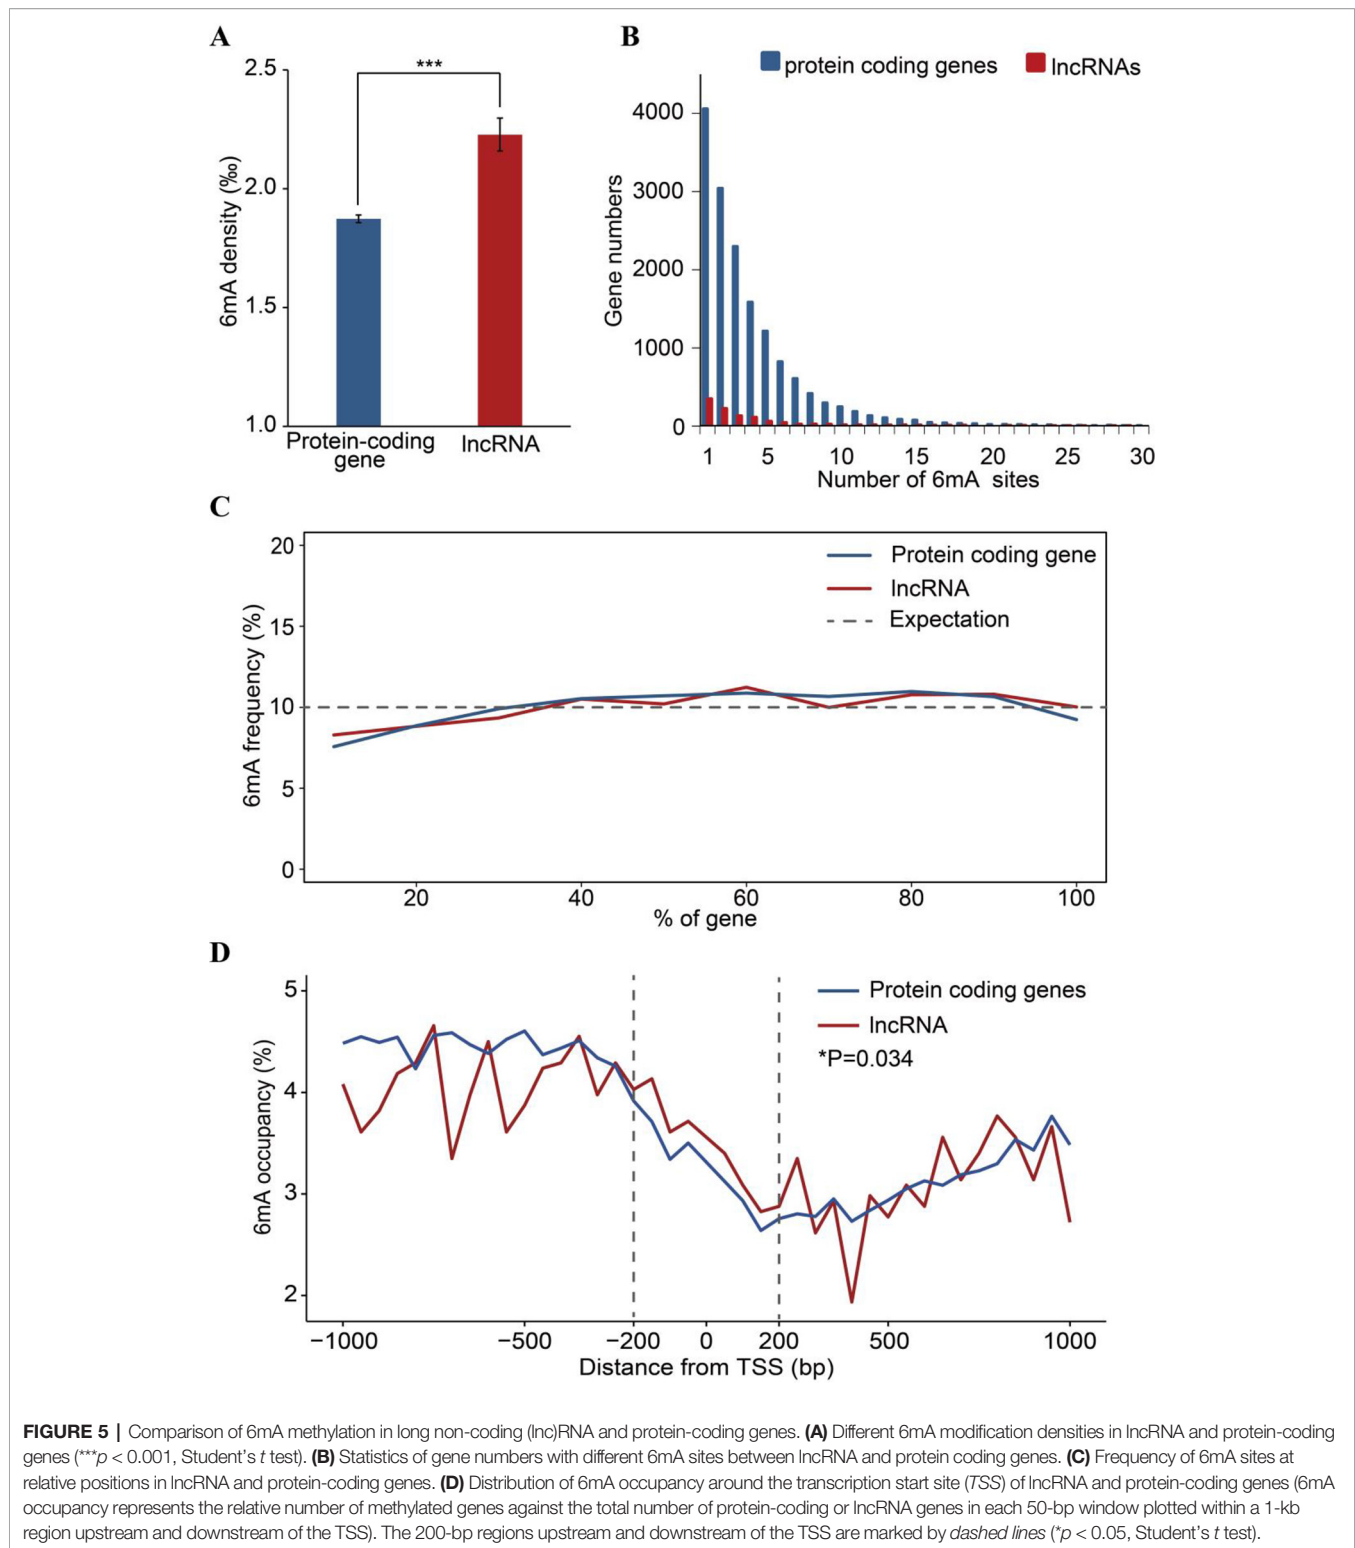 A
2.5
2.0
1.5
1.0
6mA density (‰)
***
Protein-coding
gene
lncRNA
B
protein coding genes
lncRNAs
4000
3000
2000
1000
0
Gene numbers
1 5 10 15 20 25 30
Number of 6mA sites
C
20
15
10
5
0
6mA frequency (%)
Protein coding gene
lncRNA
Expectation
20 40 60 80 100
% of gene
D
5
4
3
2
6mA occupancy (%)
Protein coding genes
lncRNA
*P=0.034
−1000 −500 −200 0 200 500 1000
Distance from TSS (bp)
FIGURE 5 | Comparison of 6mA methylation in long non-coding (lnc)RNA and protein-coding genes. (A) Different 6mA modification densities in lncRNA and protein-coding
genes (***p < 0.001, Student's t test). (B) Statistics of gene numbers with different 6mA sites between lncRNA and protein coding genes. (C) Frequency of 6mA sites at
relative positions in lncRNA and protein-coding genes. (D) Distribution of 6mA occupancy around the transcription start site (TSS) of lncRNA and protein-coding genes (6mA
occupancy represents the relative number of methylated genes against the total number of protein-coding or lncRNA genes in each 50-bp window plotted within a 1-kb
region upstream and downstream of the TSS). The 200-bp regions upstream and downstream of the TSS are marked by dashed lines (*p < 0.05, Student's t test).